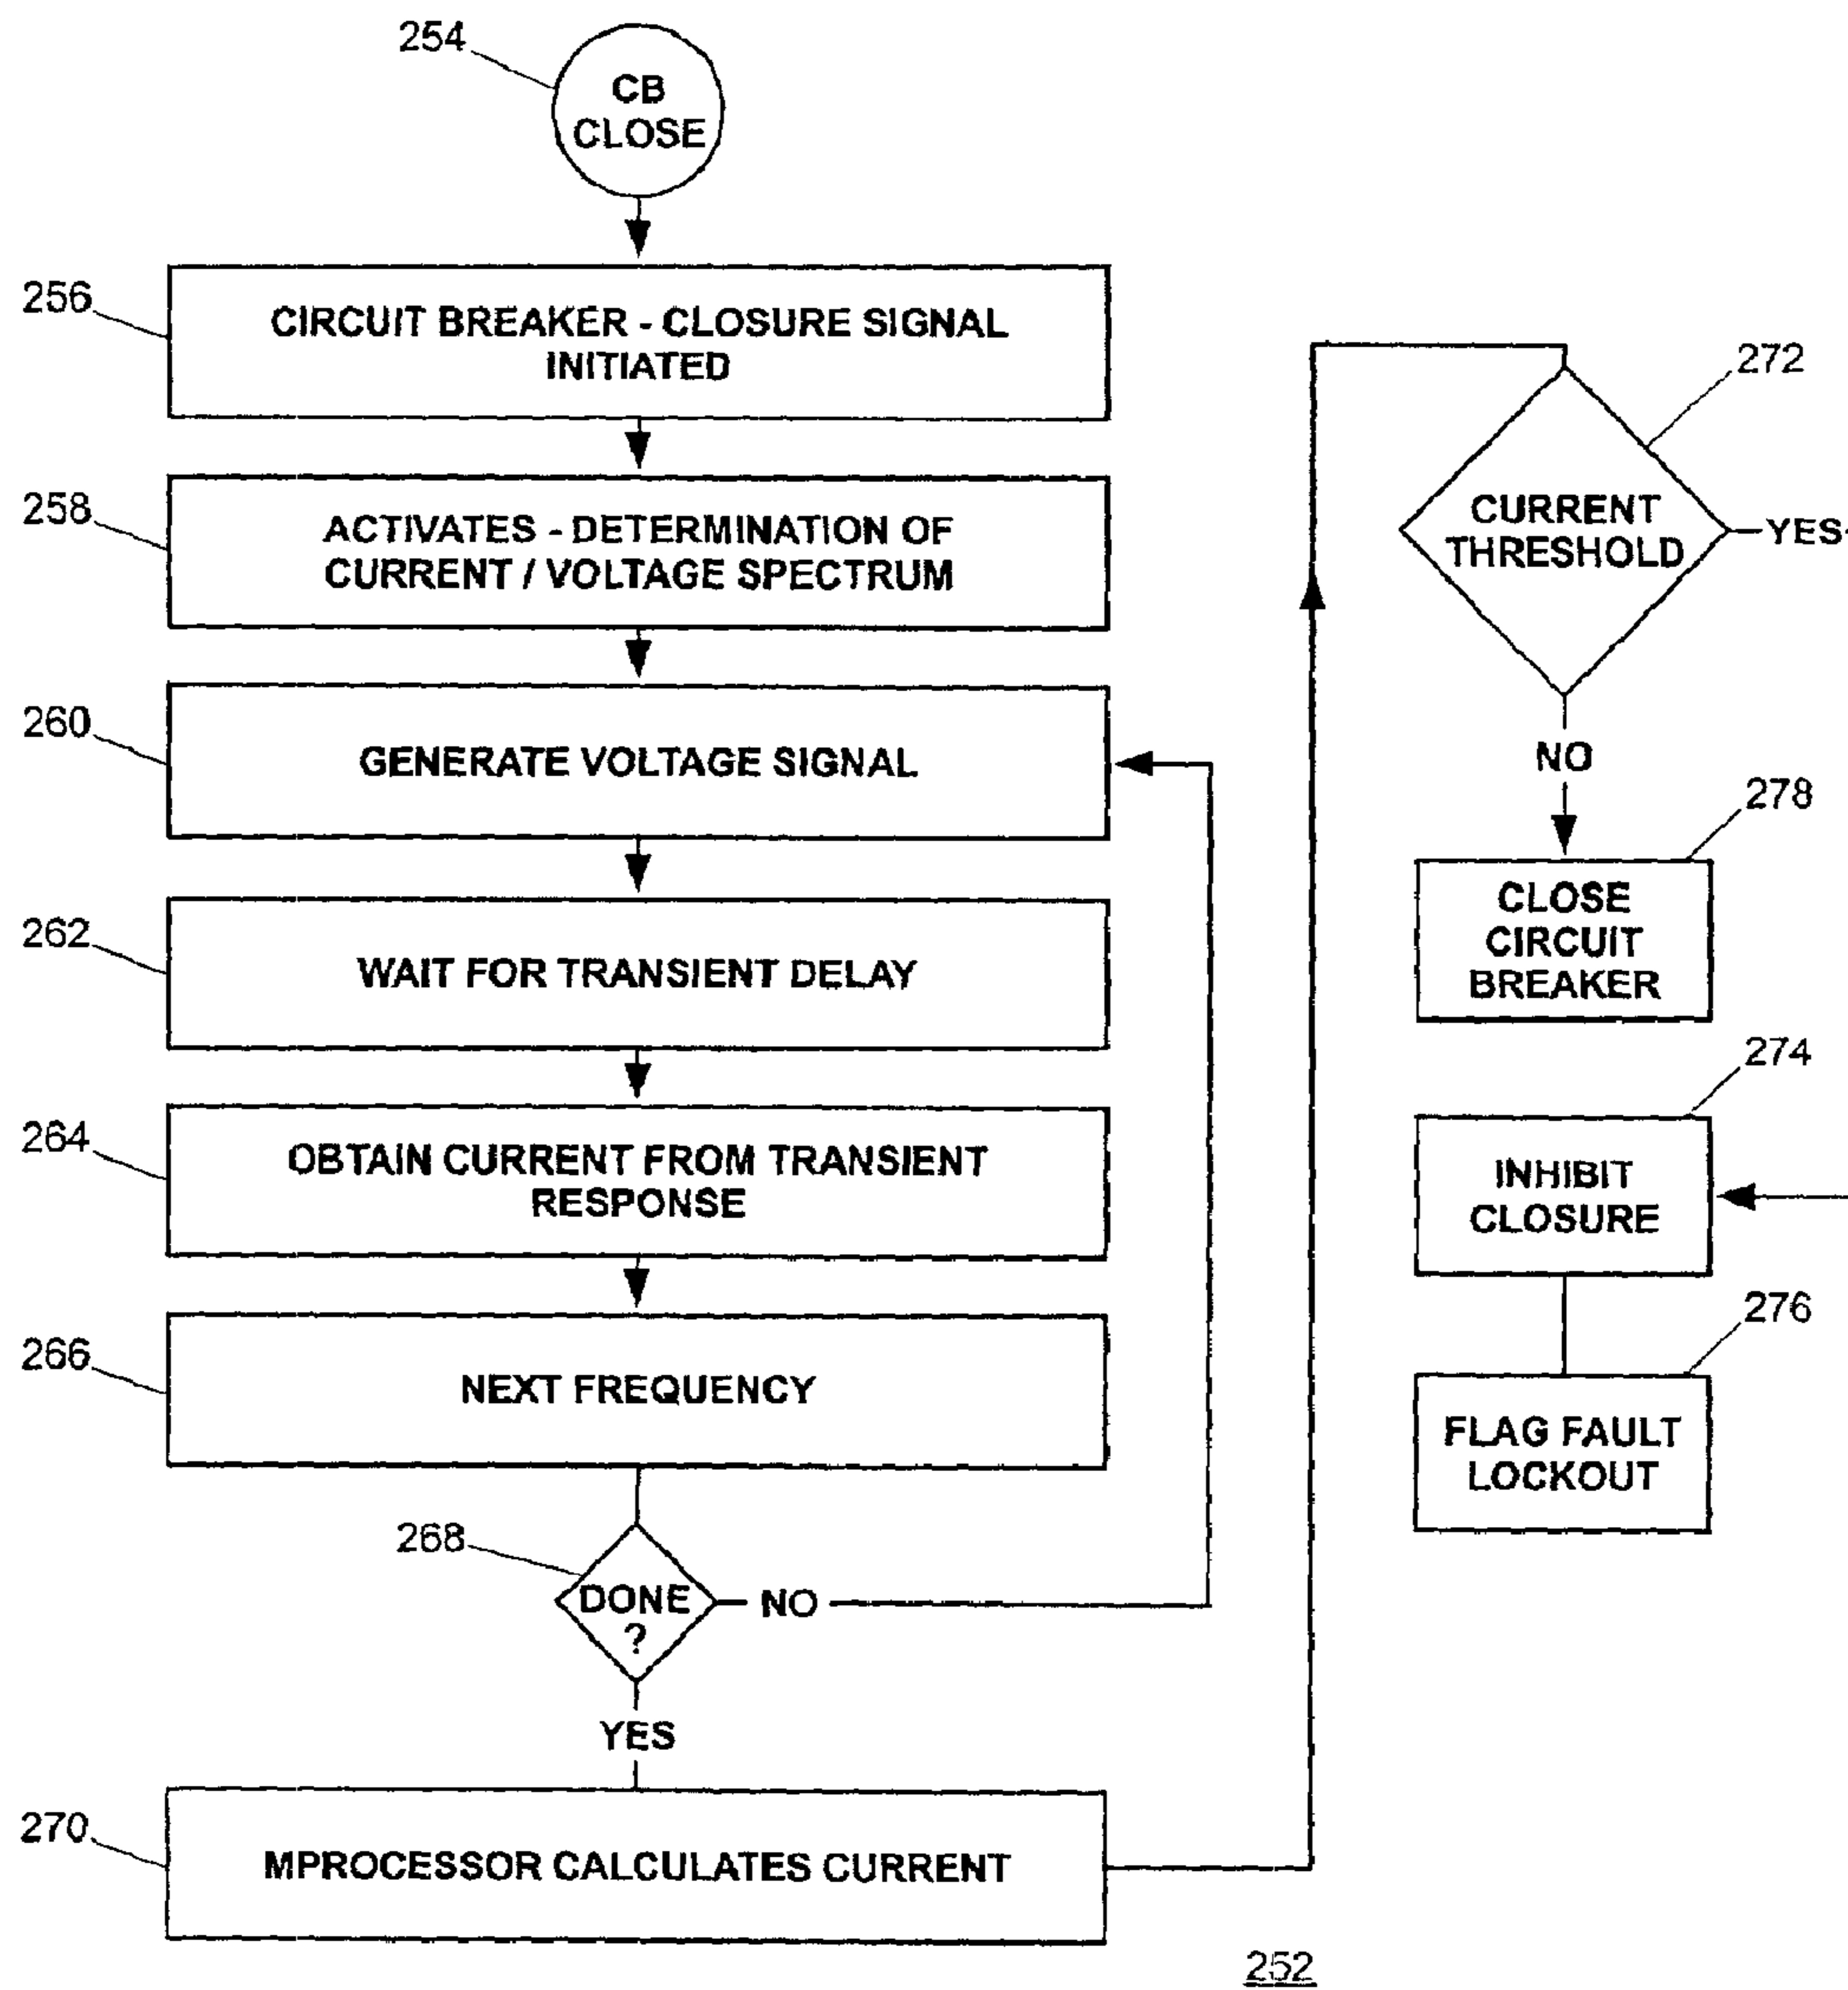 254
CB
CLOSE
256
CIRCUIT BREAKER - CLOSURE SIGNAL
INITIATED
258
ACTIVATES - DETERMINATION OF
CURRENT / VOLTAGE SPECTRUM
260
GENERATE VOLTAGE SIGNAL
262
WAIT FOR TRANSIENT DELAY
264
OBTAIN CURRENT FROM TRANSIENT
RESPONSE
266
NEXT FREQUENCY
268
DONE
?
NO
YES
270
MPROCESSOR CALCULATES CURRENT
272
CURRENT
THRESHOLD
YES
NO
278
CLOSE
CIRCUIT
BREAKER
274
INHIBIT
CLOSURE
276
FLAG FAULT
LOCKOUT
252